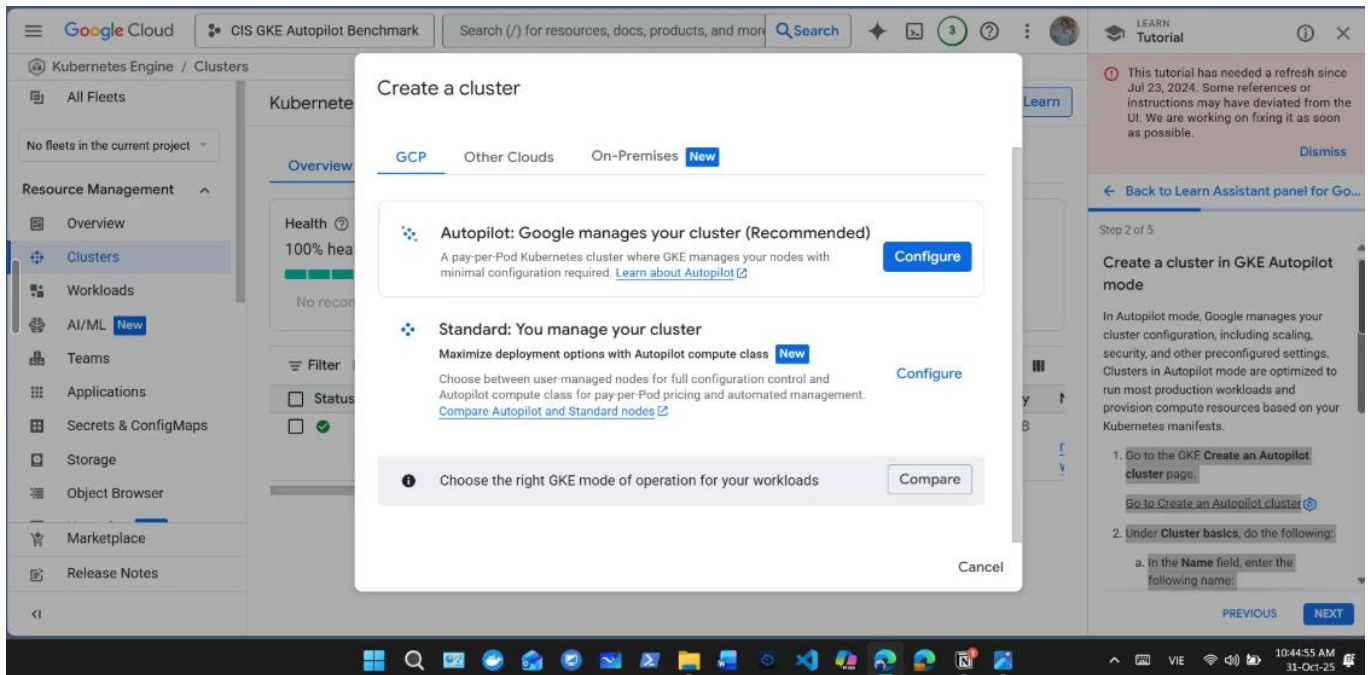 Google Cloud
CIS GKE Autopilot Benchmark
Search (/) for resources, docs, products, and more
Search
3
Kubernetes Engine / Clusters
All Fleets
No fleets in the current project
Resource Management
Overview
Clusters
Workloads
AI/ML New
Teams
Applications
Secrets & ConfigMaps
Storage
Object Browser
Marketplace
Release Notes
Kubernete
Learn
Overview
Health
100% hea
No recon
Filter
Status
Create a cluster
GCP
Other Clouds
On-Premises New
Autopilot: Google manages your cluster (Recommended)
A pay-per-Pod Kubernetes cluster where GKE manages your nodes with
minimal configuration required. Learn about Autopilot
Configure
Standard: You manage your cluster
Maximize deployment options with Autopilot compute class New
Choose between user-managed nodes for full configuration control and
Autopilot compute class for pay-per-Pod pricing and automated management.
Compare Autopilot and Standard nodes
Configure
Choose the right GKE mode of operation for your workloads
Compare
Cancel
LEARN
Tutorial
This tutorial has needed a refresh since
Jul 23, 2024. Some references or
instructions may have deviated from the
UI. We are working on fixing it as soon
as possible.
Dismiss
Back to Learn Assistant panel for Go...
Step 2 of 5
Create a cluster in GKE Autopilot
mode
In Autopilot mode, Google manages your
cluster configuration, including scaling,
security, and other preconfigured settings.
Clusters in Autopilot mode are optimized to
run most production workloads and
provision compute resources based on your
Kubernetes manifests.
1. Go to the GKE Create an Autopilot
cluster page.
Go to Create an Autopilot cluster
2. Under Cluster basics, do the following:
a. In the Name field, enter the
following name:
PREVIOUS
NEXT
VIE
10:44:55 AM
31-Oct-25